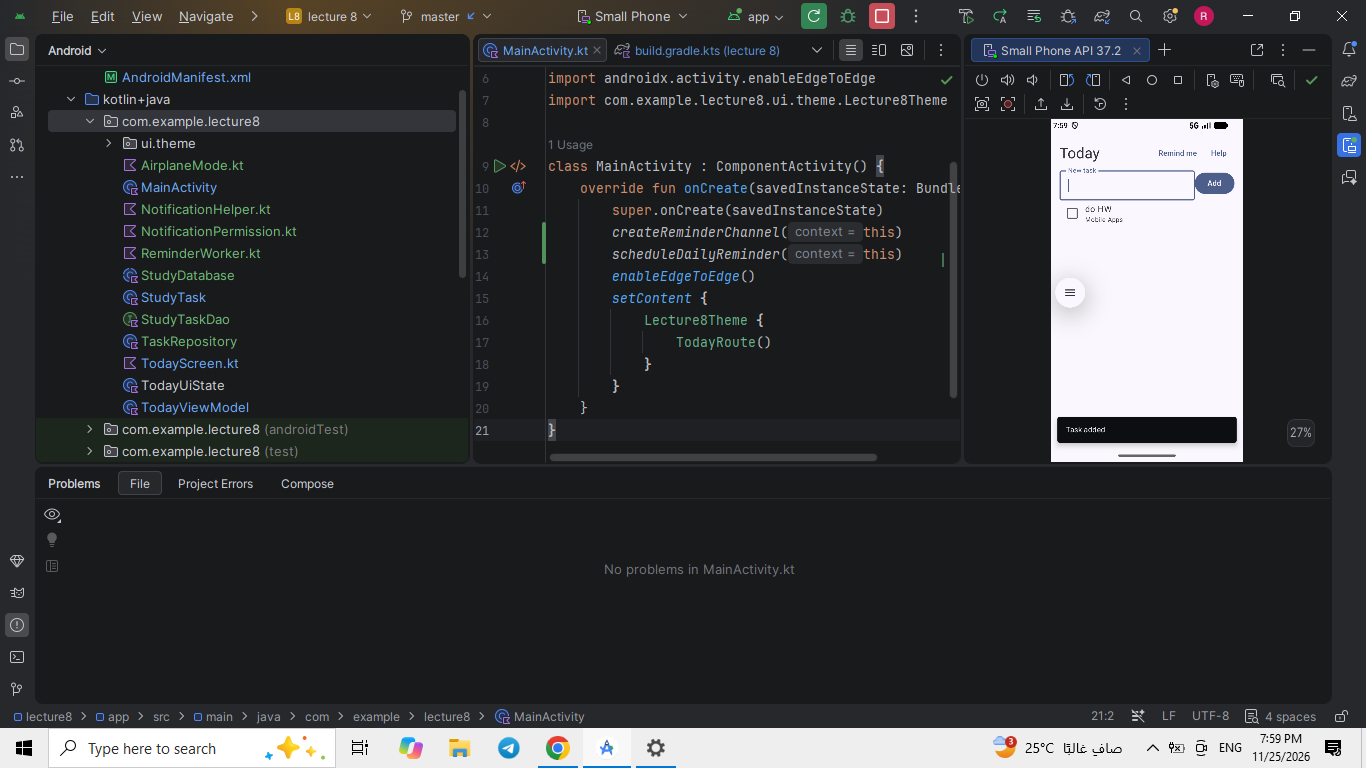 File Edit View Navigate L8 lecture 8 master Small Phone app R
Android
AndroidManifest.xml
kotlin+java
com.example.lecture8
ui.theme
AirplaneMode.kt
MainActivity
NotificationHelper.kt
NotificationPermission.kt
ReminderWorker.kt
StudyDatabase
StudyTask
StudyTaskDao
TaskRepository
TodayScreen.kt
TodayUiState
TodayViewModel
com.example.lecture8 (androidTest)
com.example.lecture8 (test)
MainActivity.kt build.gradle.kts (lecture 8)
6 import androidx.activity.enableEdgeToEdge
7 import com.example.lecture8.ui.theme.Lecture8Theme
8
1 Usage
9 class MainActivity : ComponentActivity() {
10 override fun onCreate(savedInstanceState: Bundle
11 super.onCreate(savedInstanceState)
12 createReminderChannel( context = this)
13 scheduleDailyReminder( context = this)
14 enableEdgeToEdge()
15 setContent {
16 Lecture8Theme {
17 TodayRoute()
18 }
19 }
20 }
21 }
Small Phone API 37.2
7:59 5G
Today Remind me Help
New task
Add
do HW
Mobile Apps
Task added
27%
Problems File Project Errors Compose
No problems in MainActivity.kt
lecture8 app src main java com example lecture8 MainActivity 21:2 LF UTF-8 4 spaces
Type here to search 3 25°C صافٍ غالبًا ENG 7:59 PM
11/25/2026